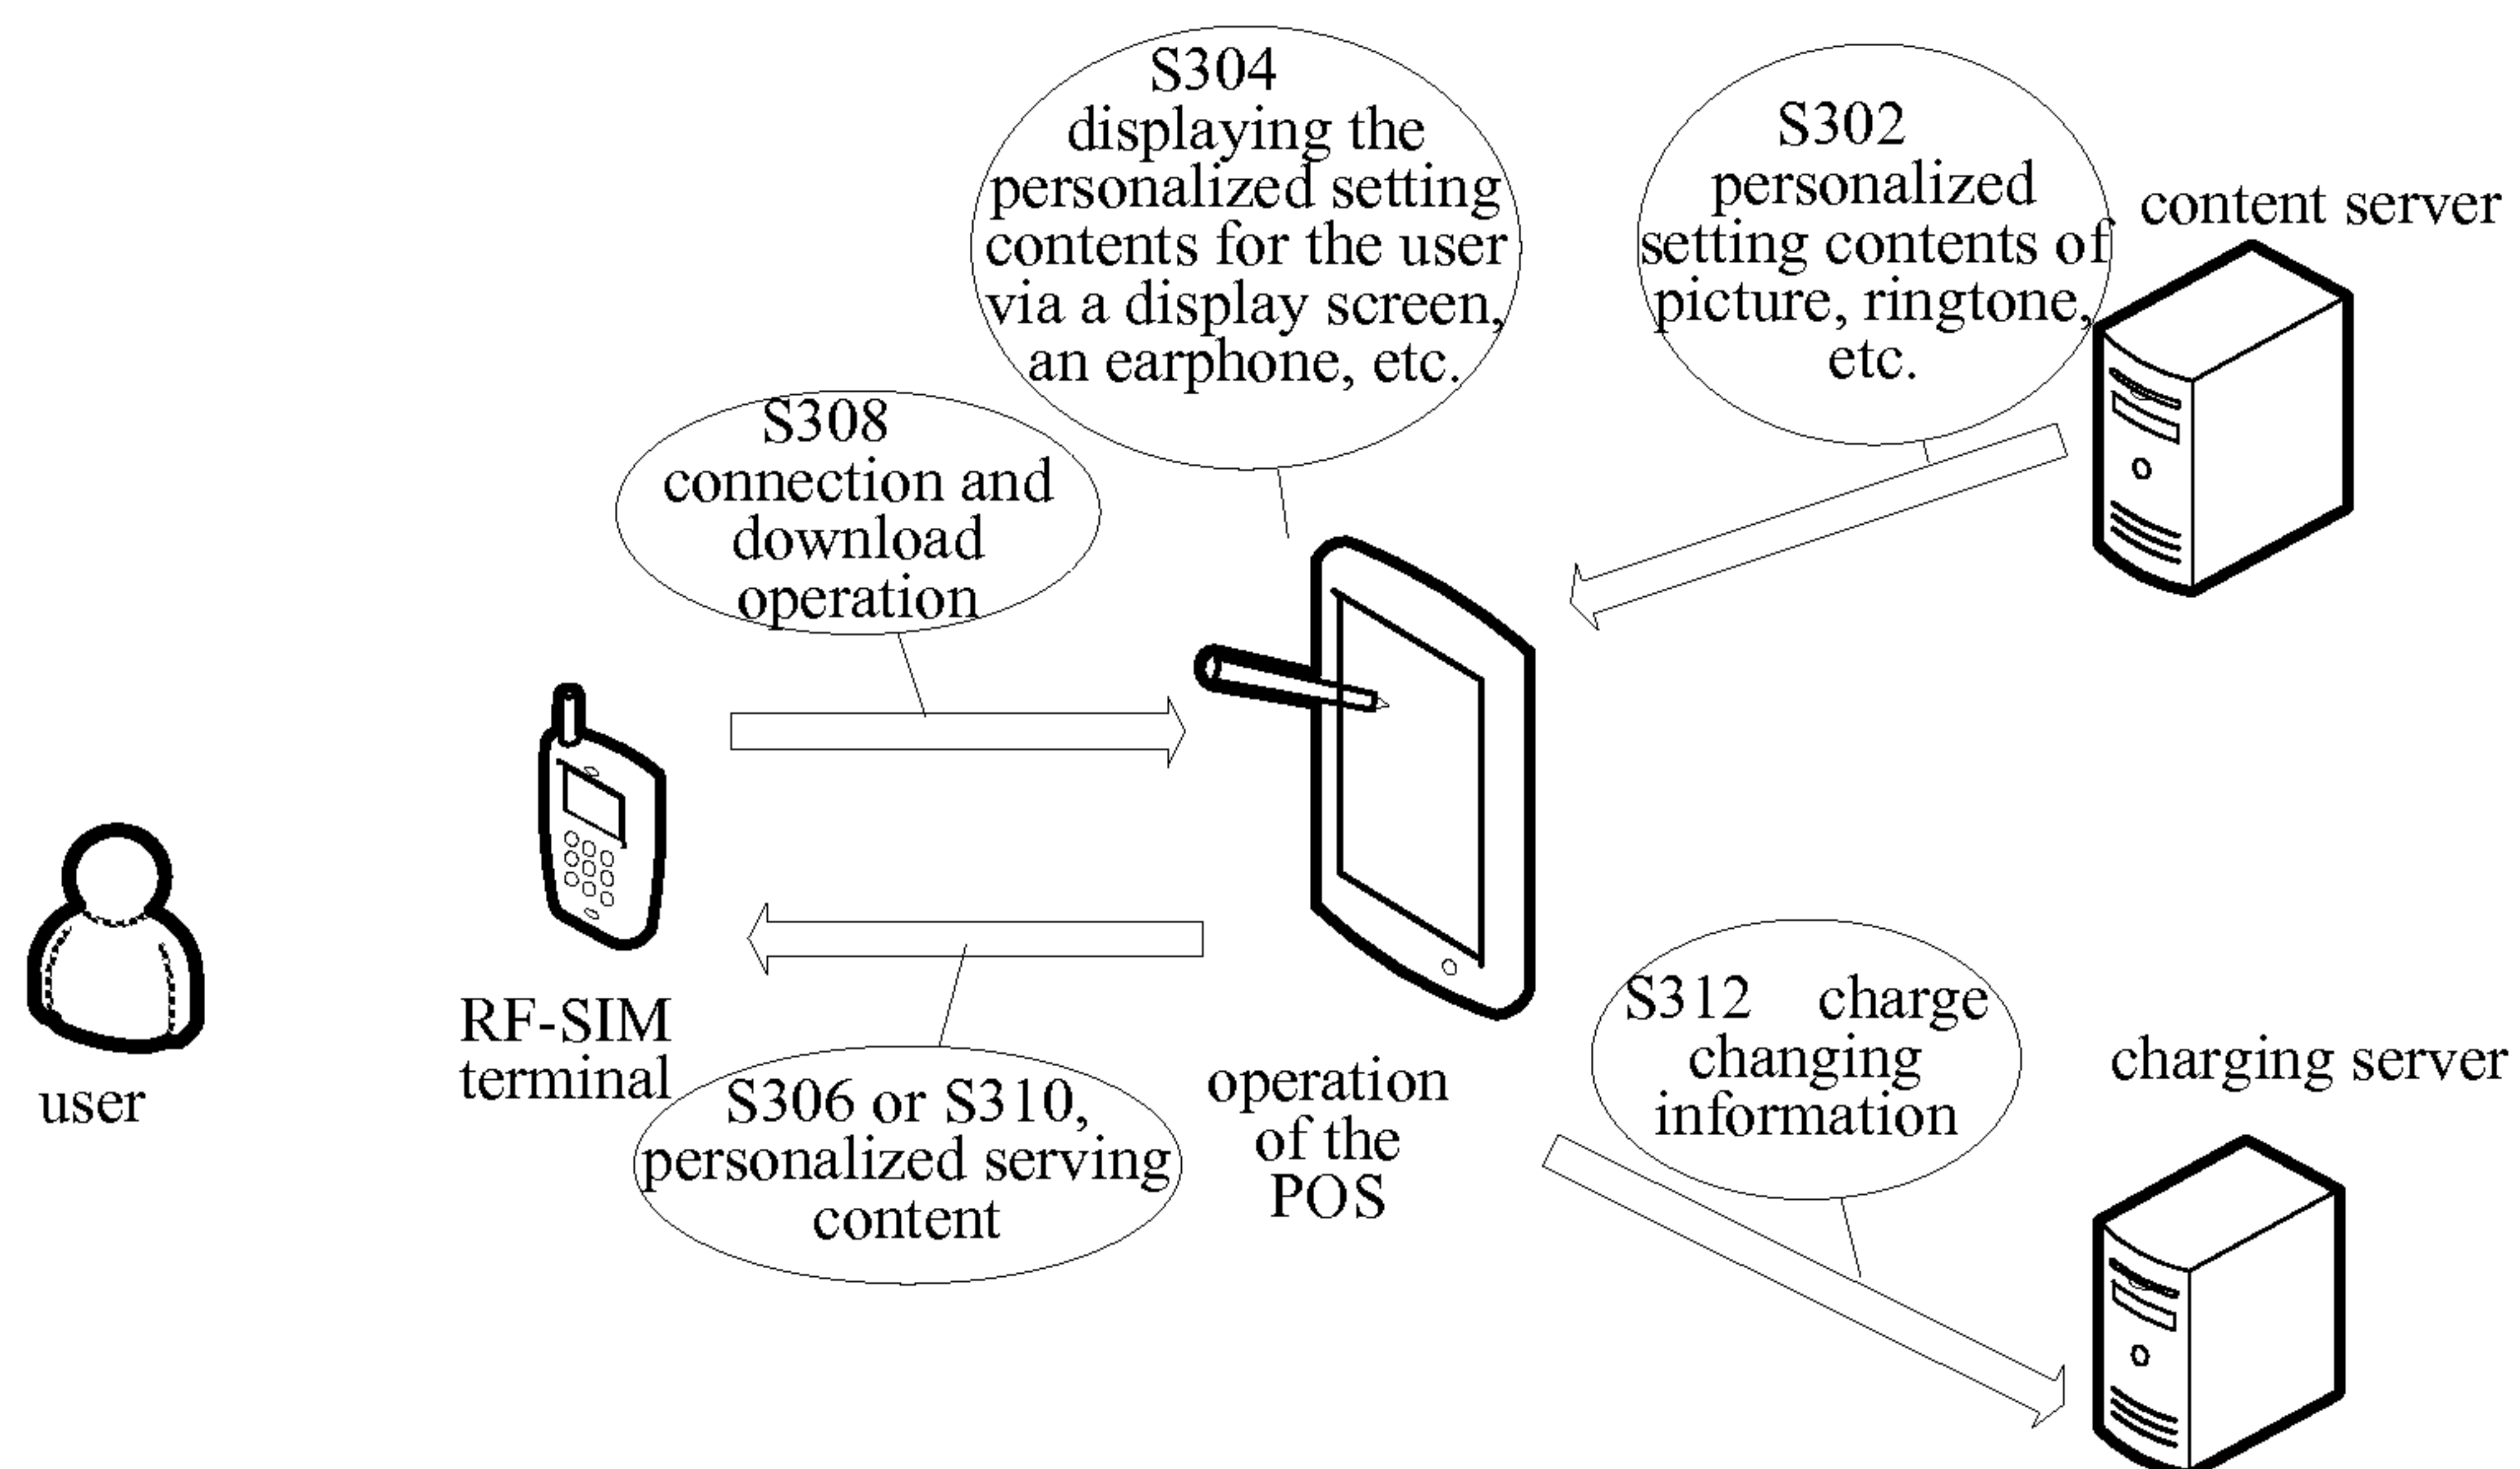 S304
displaying the
personalized setting
contents for the user
via a display screen,
an earphone, etc.
S302
personalized
setting contents of
picture, ringtone,
etc.
content server
S308
connection and
download
operation
user
RF-SIM
terminal
S306 or S310,
personalized serving
content
operation
of the
POS
S312 charge
changing
information
charging server